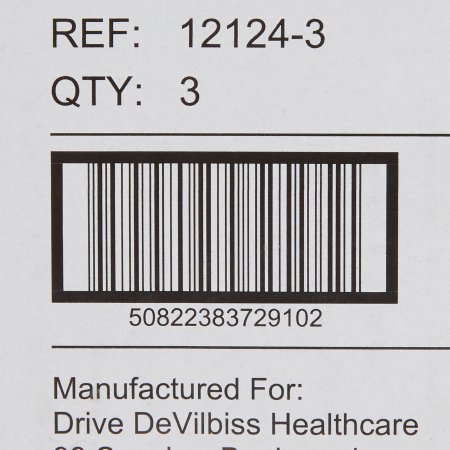 REF: 12124-3
QTY: 3
50822383729102
Manufactured For:
Drive DeVilbiss Healthcare